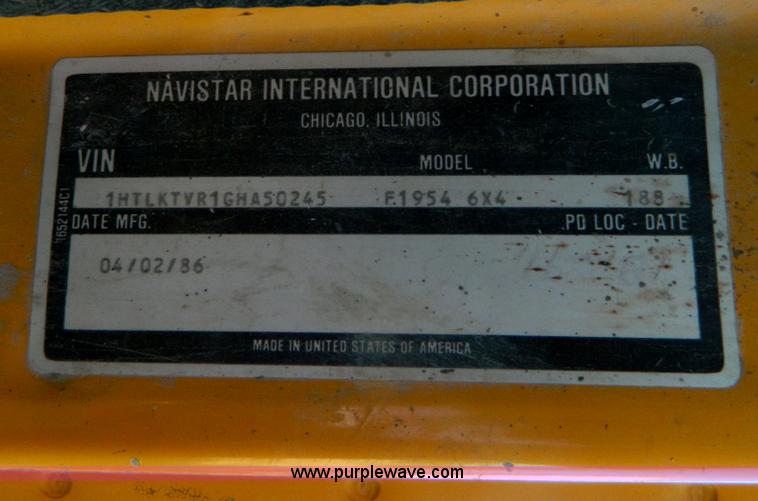 NAVISTAR INTERNATIONAL CORPORATION
CHICAGO, ILLINOIS
VIN MODEL W.B.
1HTLKTVR1GHA50245 F1954 6X4 188
1652144C1
DATE MFG. PD LOC - DATE
04/02/86
MADE IN UNITED STATES OF AMERICA
www.purplewave.com